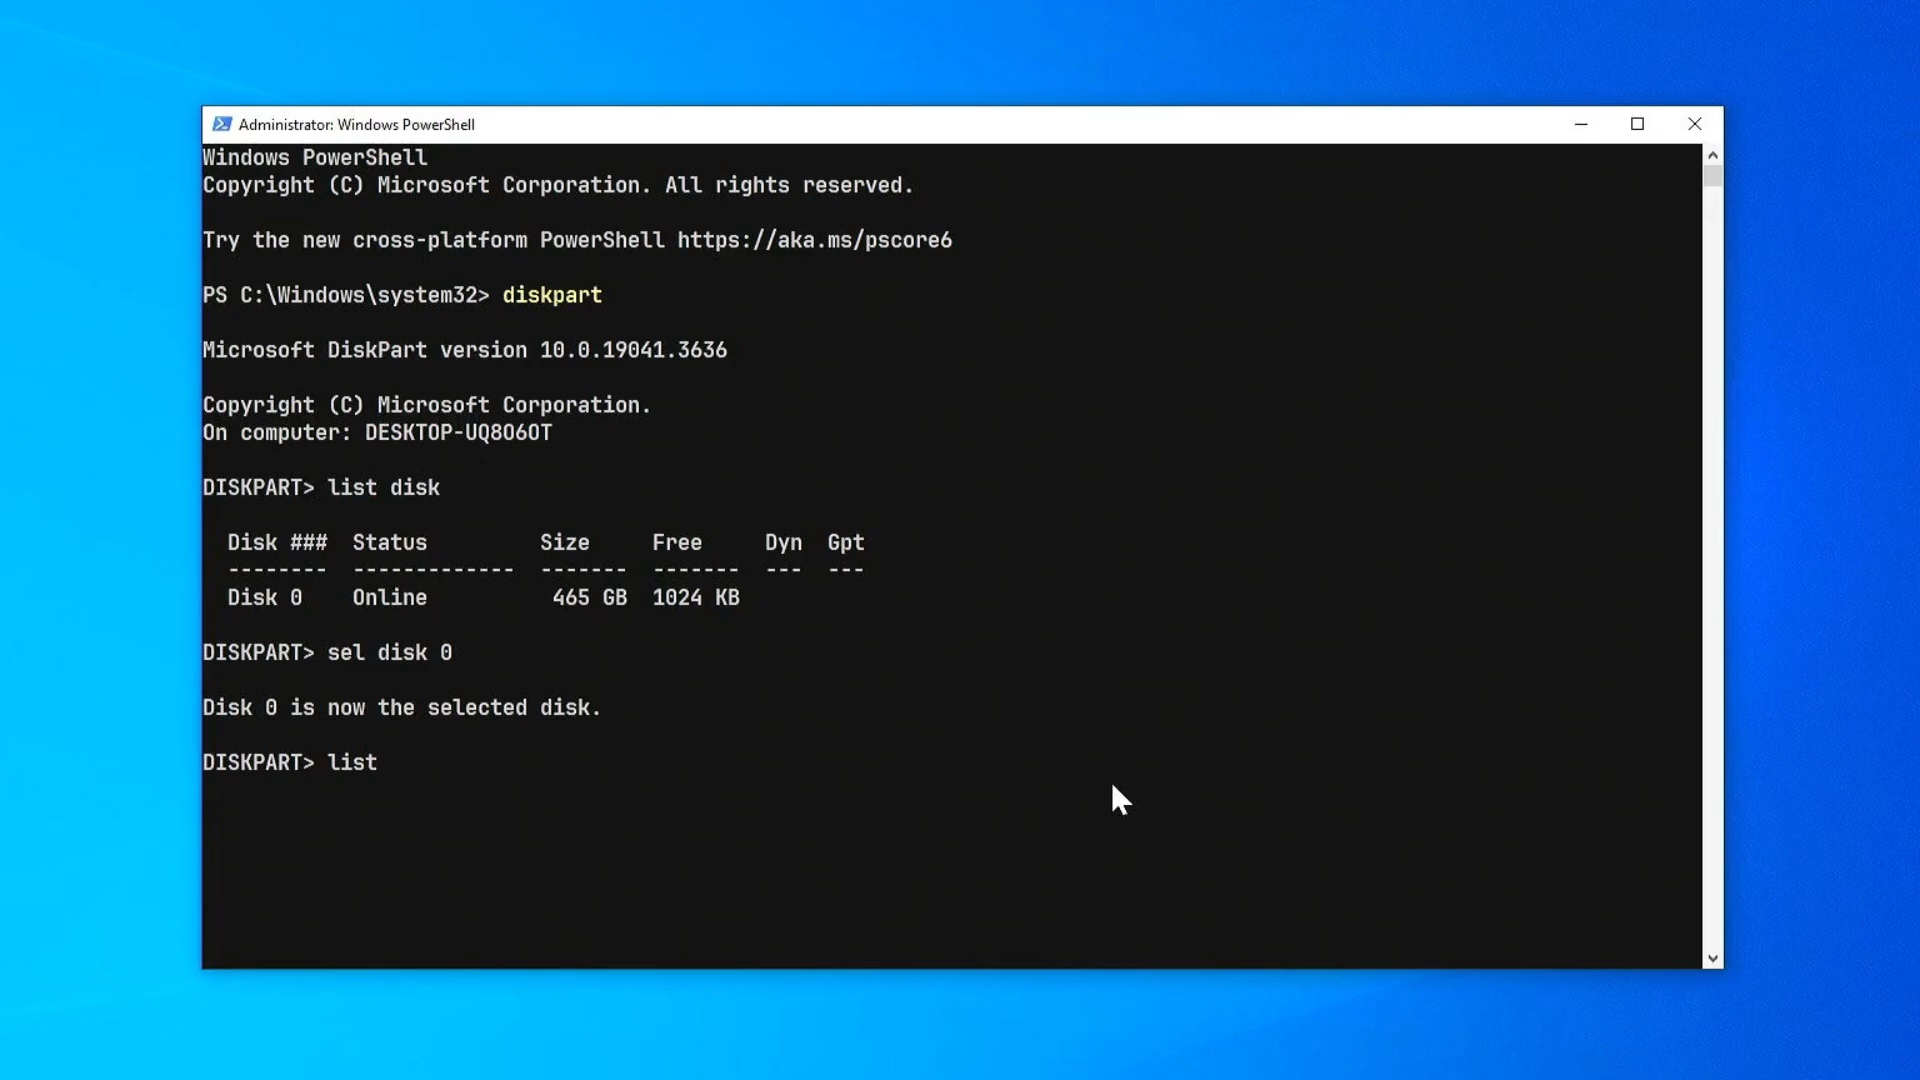 Administrator: Windows PowerShell
Windows PowerShell
Copyright (C) Microsoft Corporation. All rights reserved.
Try the new cross-platform PowerShell https://aka.ms/pscore6
PS C:\Windows\system32> diskpart
Microsoft DiskPart version 10.0.19041.3636
Copyright (C) Microsoft Corporation.
On computer: DESKTOP-UQ8O6OT
DISKPART> list disk
Disk ### Status Size Free Dyn Gpt
-------- ------------- ------- ------- --- ---
Disk 0 Online 465 GB 1024 KB
DISKPART> sel disk 0
Disk 0 is now the selected disk.
DISKPART> list